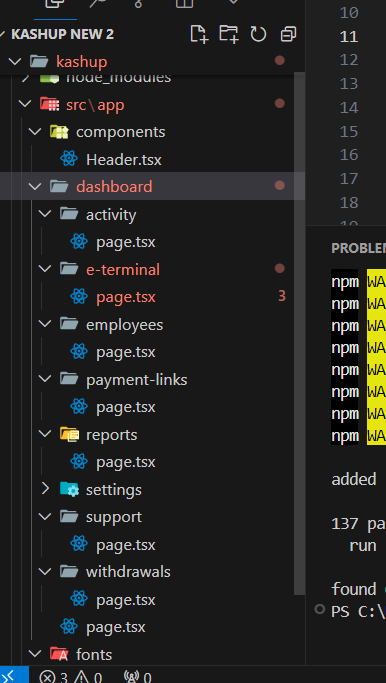 KASHUP NEW 2
kashup
node_modules
src\app
components
Header.tsx
dashboard
activity
page.tsx
e-terminal
page.tsx 3
employees
page.tsx
payment-links
page.tsx
reports
page.tsx
settings
support
page.tsx
withdrawals
page.tsx
page.tsx
fonts
3 0 0
10
11
12
13
14
15
16
17
18
19
PROBLEM
npm WA
npm WA
npm WA
npm WA
npm WA
npm WA
npm WA
npm WA
added
137 pa
run
found
PS C:\